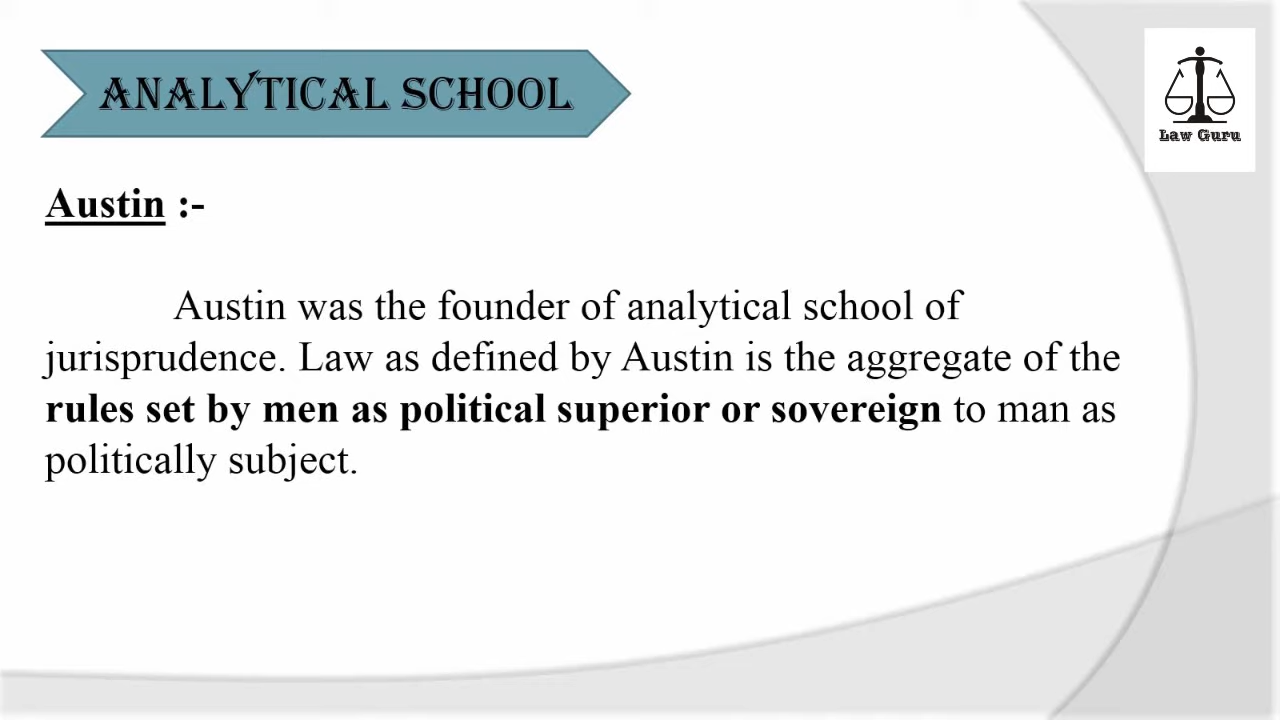 ANALYTICAL SCHOOL
Law Guru
Austin :-
Austin was the founder of analytical school of
jurisprudence. Law as defined by Austin is the aggregate of the
rules set by men as political superior or sovereign to man as
politically subject.